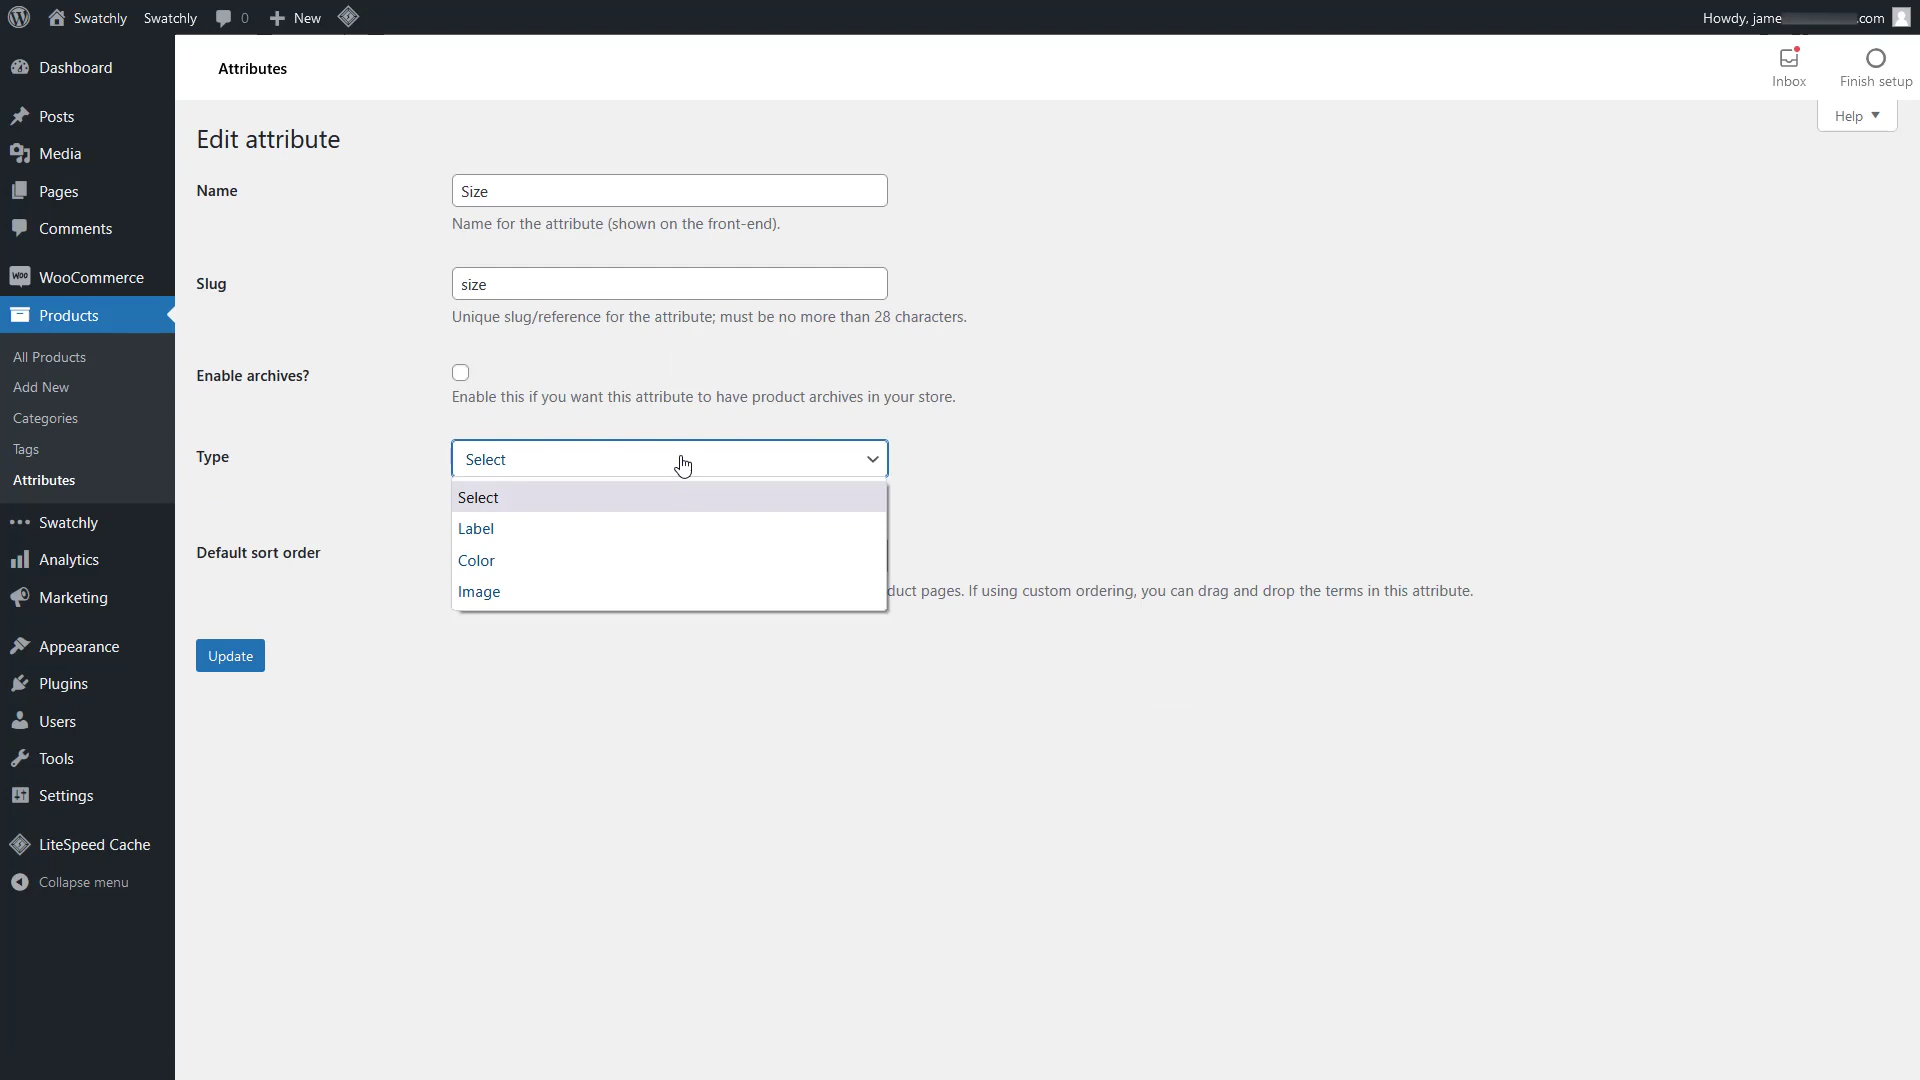 Swatchly Swatchly 0 New Howdy, jame .com
Dashboard
Posts
Media
Pages
Comments
WooCommerce
Products
All Products
Add New
Categories
Tags
Attributes
Swatchly
Analytics
Marketing
Appearance
Plugins
Users
Tools
Settings
LiteSpeed Cache
Collapse menu
Attributes
Inbox
Finish setup
Help
Edit attribute
Name
Size
Name for the attribute (shown on the front-end).
Slug
size
Unique slug/reference for the attribute; must be no more than 28 characters.
Enable archives?
Enable this if you want this attribute to have product archives in your store.
Type
Select
Select
Label
Color
Image
Default sort order
duct pages. If using custom ordering, you can drag and drop the terms in this attribute.
Update